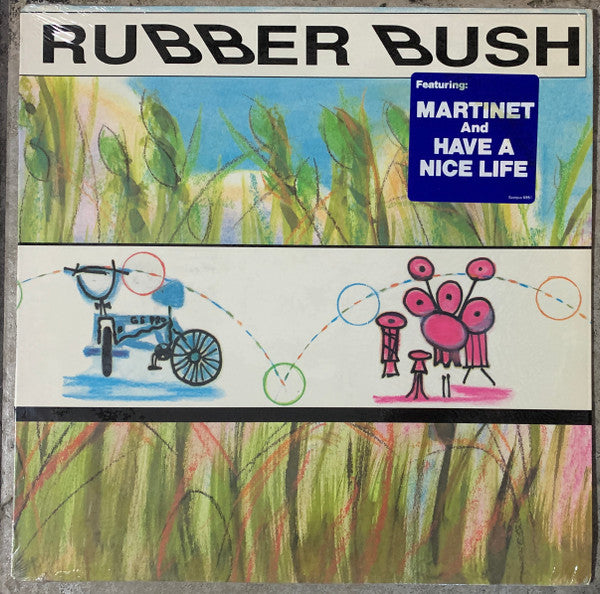 RUBBER BUSH
Featuring:
MARTINET
And
HAVE A
NICE LIFE